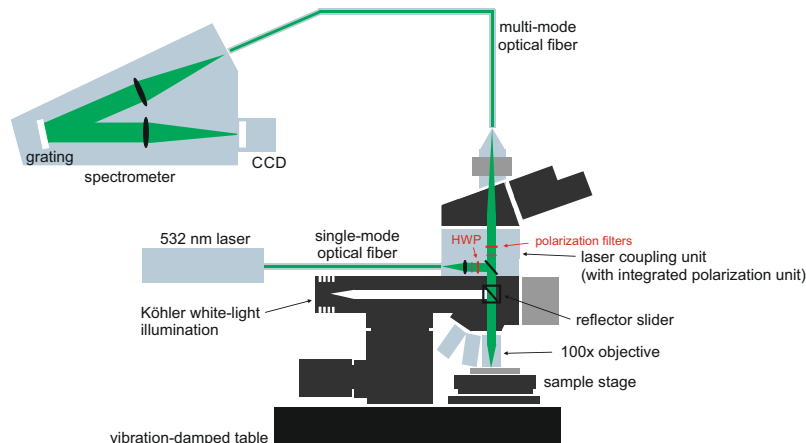 multi-mode
optical fiber
grating
spectrometer
CCD
532 nm laser
single-mode
optical fiber
HWP
polarization filters
laser coupling unit
(with integrated polarization unit)
Köhler white-light
illumination
reflector slider
100x objective
sample stage
vibration-damped table